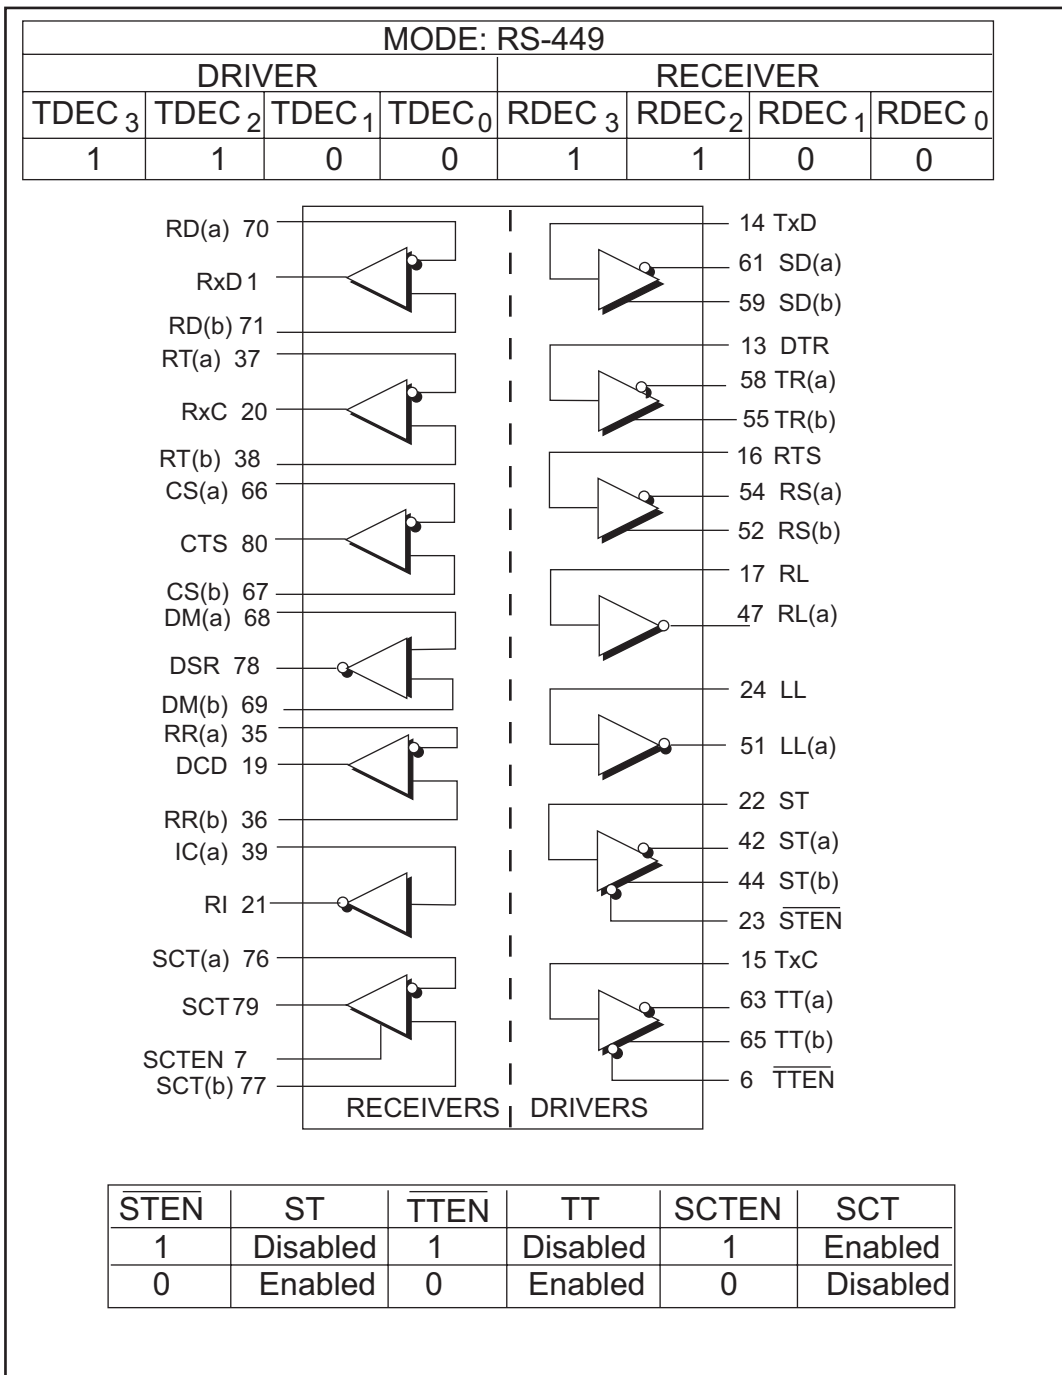 MODE: RS-449
DRIVER RECEIVER
TDEC3 TDEC2 TDEC1 TDEC0 RDEC3 RDEC2 RDEC1 RDEC0
1 1 0 0 1 1 0 0
RD(a) 70
RxD 1
RD(b) 71
RT(a) 37
RxC 20
RT(b) 38
CS(a) 66
CTS 80
CS(b) 67
DM(a) 68
DSR 78
DM(b) 69
RR(a) 35
DCD 19
RR(b) 36
IC(a) 39
RI 21
SCT(a) 76
SCT 79
SCTEN 7
SCT(b) 77
RECEIVERS
14 TxD
61 SD(a)
59 SD(b)
13 DTR
58 TR(a)
55 TR(b)
16 RTS
54 RS(a)
52 RS(b)
17 RL
47 RL(a)
24 LL
51 LL(a)
22 ST
42 ST(a)
44 ST(b)
23 STEN
15 TxC
63 TT(a)
65 TT(b)
6 TTEN
DRIVERS
STEN ST TTEN TT SCTEN SCT
1 Disabled 1 Disabled 1 Enabled
0 Enabled 0 Enabled 0 Disabled